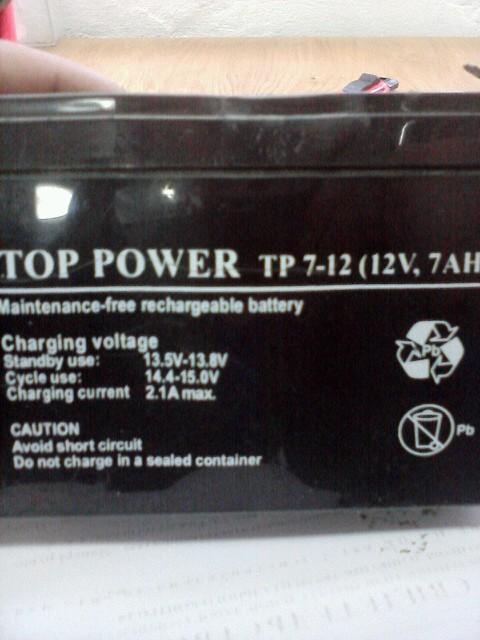 TOP POWER TP 7-12 (12V, 7AH
Maintenance-free rechargeable battery
Charging voltage
Standby use: 13.5V-13.8V
Cycle use: 14.4-15.0V
Charging current 2.1A max.
Pb
CAUTION
Avoid short circuit
Do not charge in a sealed container
Pb